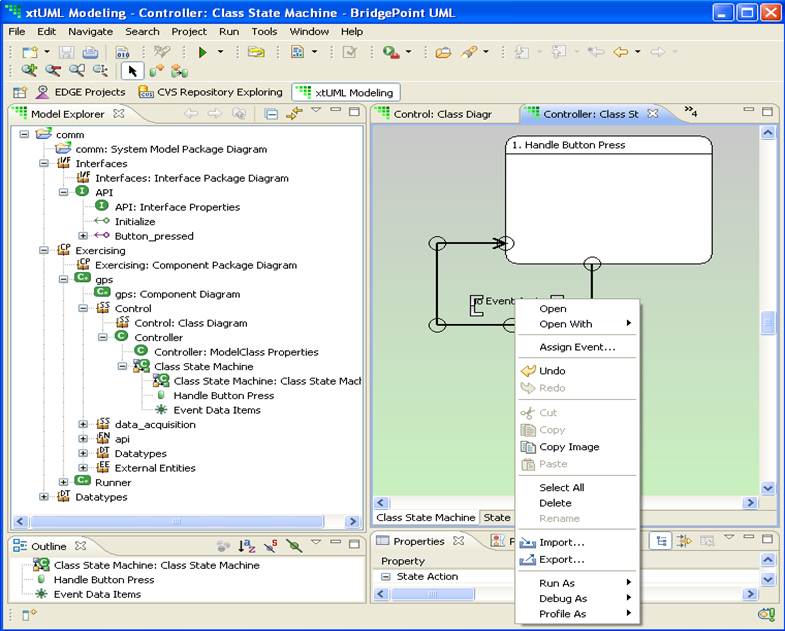 xtUML Modeling - Controller: Class State Machine - BridgePoint UML
File Edit Navigate Search Project Run Tools Window Help
EDGE Projects CVS Repository Exploring xtUML Modeling
Model Explorer
comm
comm: System Model Package Diagram
Interfaces
Interfaces: Interface Package Diagram
API
API: Interface Properties
Initialize
Button_pressed
Exercising
Exercising: Component Package Diagram
gps
gps: Component Diagram
Control
Control: Class Diagram
Controller
Controller: ModelClass Properties
Class State Machine
Class State Machine: Class State Mach
Handle Button Press
Event Data Items
data_acquisition
api
Datatypes
External Entities
Runner
Datatypes
Outline
Class State Machine: Class State Machine
Handle Button Press
Event Data Items
Control: Class Diagr
Controller: Class St
4
1. Handle Button Press
Event
Open
Open With
Assign Event...
Undo
Redo
Cut
Copy
Copy Image
Paste
Select All
Delete
Rename
Import...
Export...
Run As
Debug As
Profile As
Class State Machine State
Properties
Property
State Action